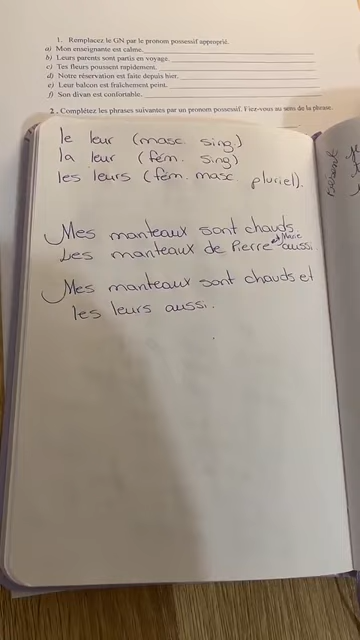 1. Remplacez le GN par le pronom possessif approprié.
a) Mon enseignante est calme.
b) Leurs parents sont partis en voyage.
c) Tes fleurs poussent rapidement.
d) Notre réservation est faite depuis hier.
e) Leur balcon est fraîchement peint.
f) Son divan est confortable.
2. Complétez les phrases suivantes par un pronom possessif. Fiez-vous au sens de la phrase.
le leur (masc. sing.)
la leur (fém. sing)
les leurs (fém. masc pluriel).
Mes manteaux sont chauds
Les manteaux de Pierre et Marie aussi
Mes manteaux sont chauds et
les leurs aussi.